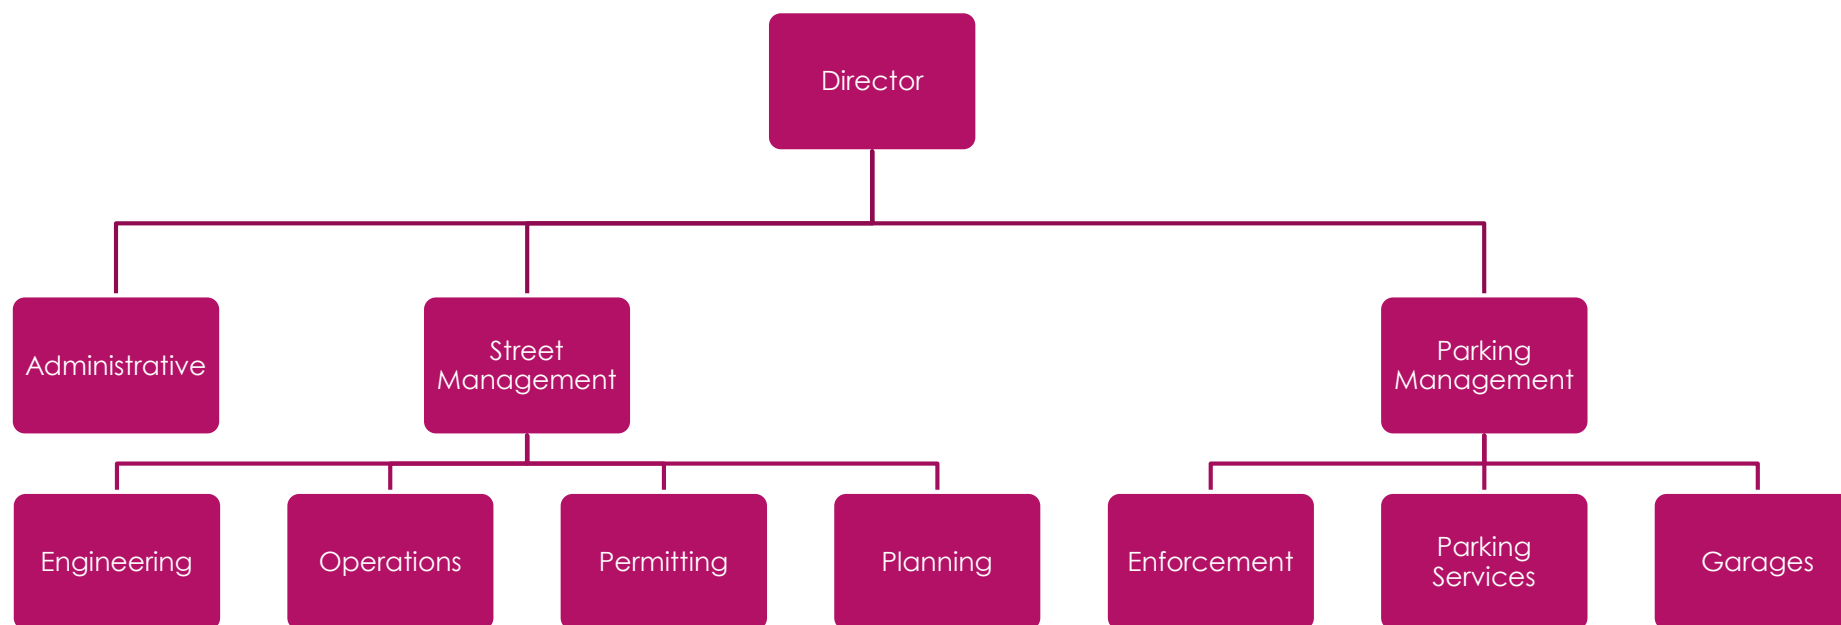 Director
Administrative
Street
Management
Parking
Management
Engineering
Operations
Permitting
Planning
Enforcement
Parking
Services
Garages